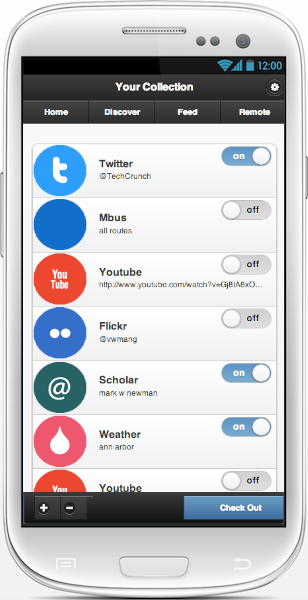 12:00
Your Collection
Home Discover Feed Remote
t
Twitter
@TechCrunch
on
Mbus
all routes
off
You
Tube
Youtube
http://www.youtube.com/watch?v=Gj8IA6xO...
off
Flickr
@vwmang
off
@
Scholar
mark w newman
on
Weather
ann arbor
on
You
Youtube
off
Check Out